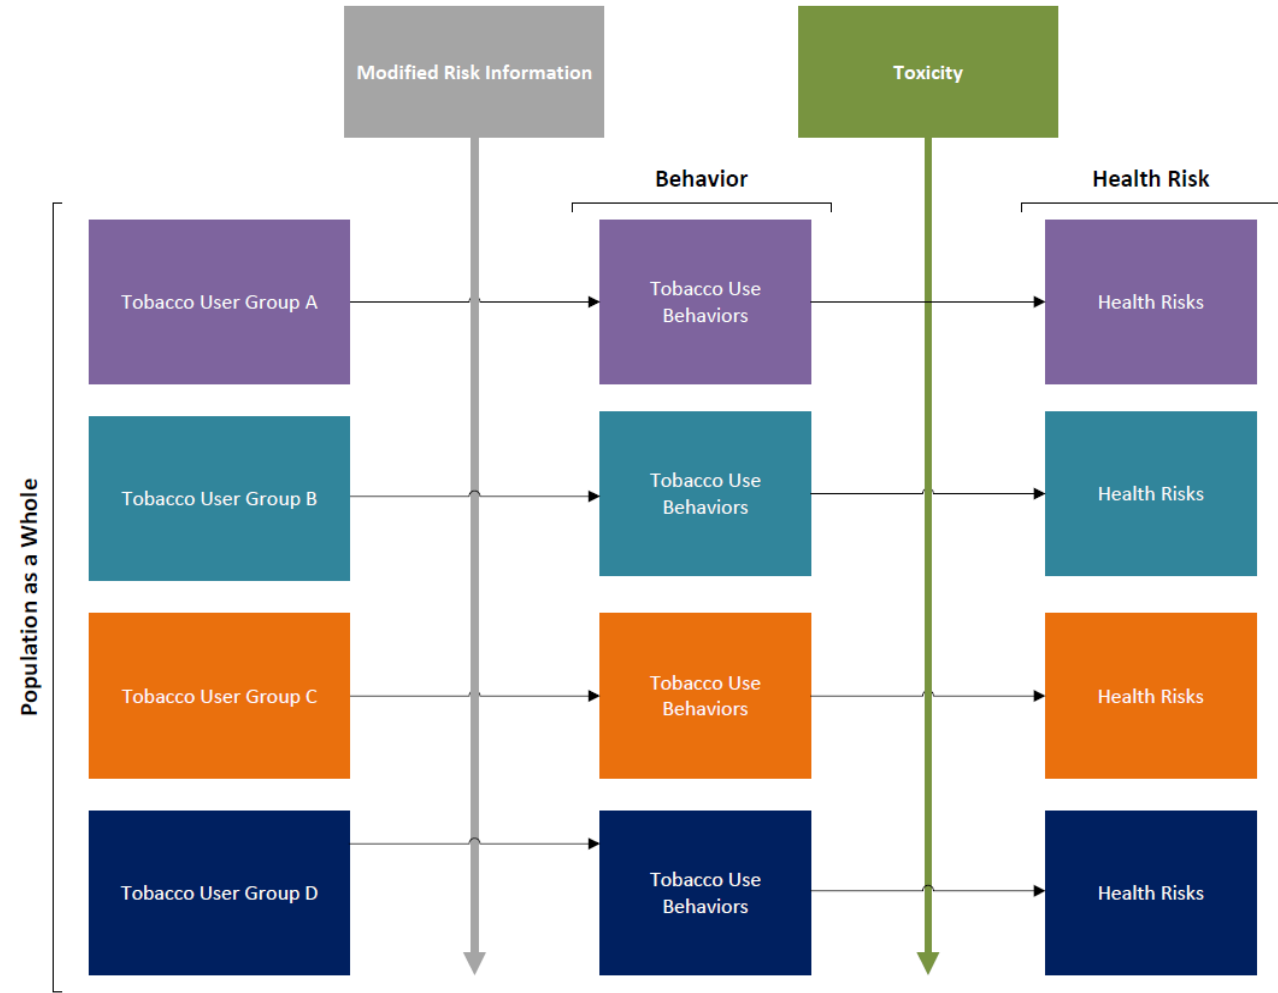 Modified Risk Information
Toxicity
Behavior
Health Risk
Population as a Whole
Tobacco User Group A
Tobacco Use
Behaviors
Health Risks
Tobacco User Group B
Tobacco Use
Behaviors
Health Risks
Tobacco User Group C
Tobacco Use
Behaviors
Health Risks
Tobacco User Group D
Tobacco Use
Behaviors
Health Risks